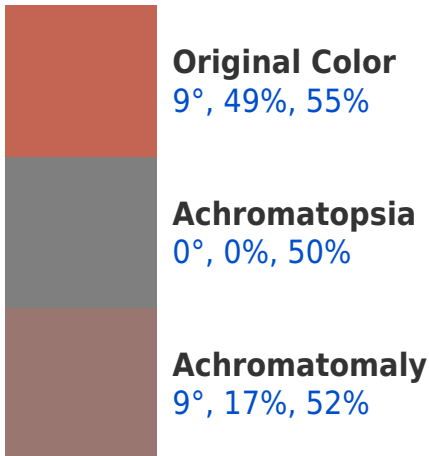 Original Color
9°, 49%, 55%
Achromatopsia
0°, 0%, 50%
Achromatomaly
9°, 17%, 52%